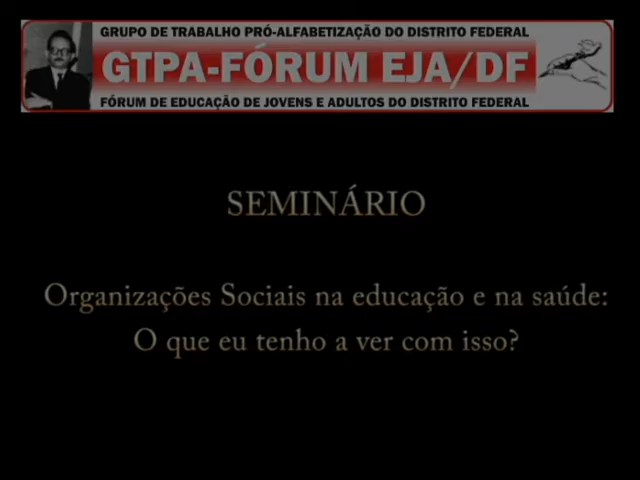 GRUPO DE TRABALHO PRÓ-ALFABETIZAÇÃO DO DISTRITO FEDERAL
GTPA-FÓRUM EJA/DF
FÓRUM DE EDUCAÇÃO DE JOVENS E ADULTOS DO DISTRITO FEDERAL
SEMINÁRIO
Organizações Sociais na educação e na saúde:
O que eu tenho a ver com isso?